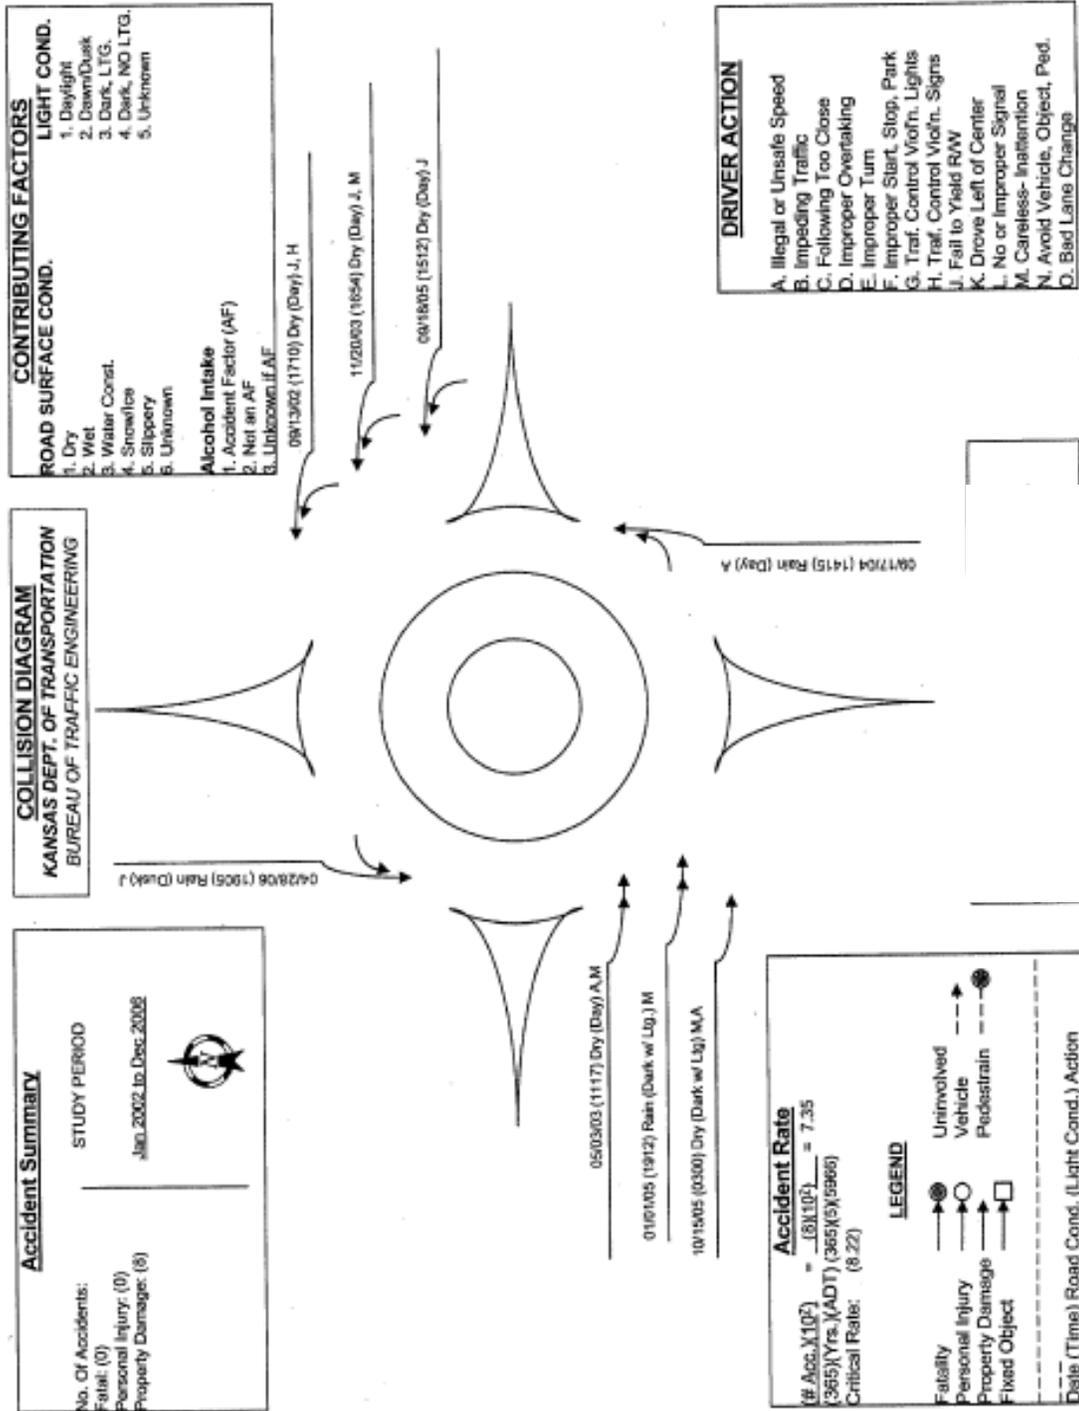 Accident Summary
No. Of Accidents:
Fatal: (0)
Personal Injury: (0)
Property Damage: (8)
STUDY PERIOD
Jan 2002 to Dec 2006
N
COLLISION DIAGRAM
KANSAS DEPT. OF TRANSPORTATION
BUREAU OF TRAFFIC ENGINEERING
CONTRIBUTING FACTORS
ROAD SURFACE COND.
1. Dry
2. Wet
3. Water Const.
4. Snow/Ice
5. Slippery
6. Unknown
LIGHT COND.
1. Daylight
2. Dawn/Dusk
3. Dark, LTG.
4. Dark, NO LTG.
5. Unknown
Alcohol Intake
1. Accident Factor (AF)
2. Not an AF
3. Unknown if AF
04/28/06 (1905) Rain (Dusk) J
09/13/02 (1710) Dry (Day) J, H
11/20/03 (1654) Dry (Day) J, M
09/18/05 (1512) Dry (Day) J
05/03/03 (1117) Dry (Day) A,M
01/01/05 (1912) Rain (Dark w/ Ltg.) M
10/15/05 (0300) Dry (Dark w/ Ltg) M,A
09/17/04 (1415) Rain (Day) A
Accident Rate
(# Acc.)(10²) = (8)(10²) = 7.35
(365)(Yrs.)(ADT) (365)(5)(5966)
Critical Rate: (8.22)
LEGEND
Fatality
Personal Injury
Property Damage
Fixed Object
Uninvolved
Vehicle
Pedestrain
Date (Time) Road Cond. (Light Cond.) Action
DRIVER ACTION
A. Illegal or Unsafe Speed
B. Impeding Traffic
C. Following Too Close
D. Improper Overtaking
E. Improper Turn
F. Improper Start, Stop, Park
G. Traf. Control Viol'n. Lights
H. Traf. Control Viol'n. Signs
J. Fail to Yield R/W
K. Drove Left of Center
L. No or Improper Signal
M. Careless- Inattention
N. Avoid Vehicle, Object, Ped.
O. Bad Lane Change